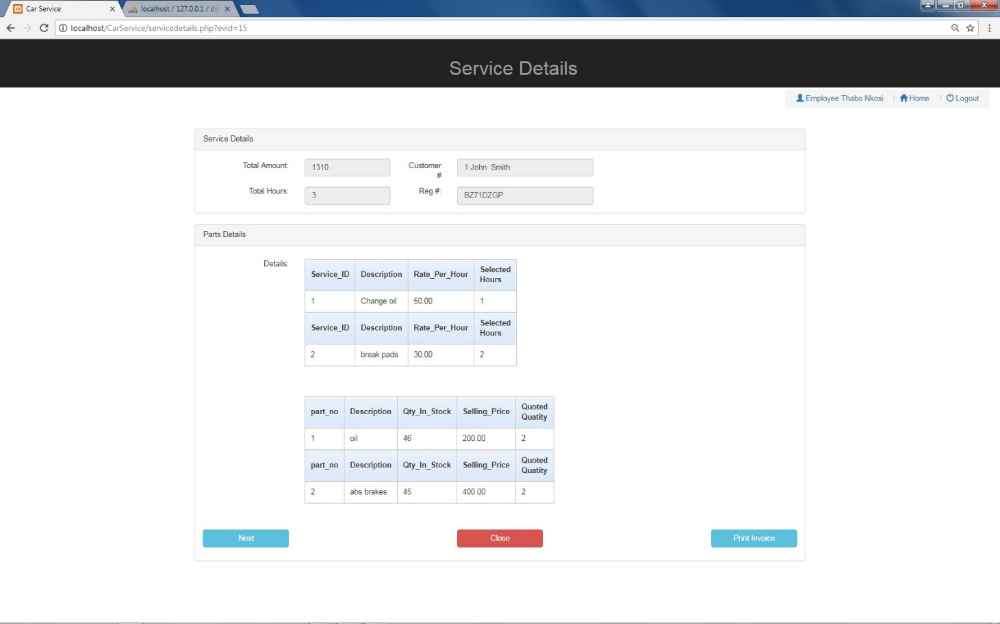 Car Service
localhost / 127.0.0.1 / db
localhost/CarService/servicedetails.php?evid=15
Service Details
Employee Thabo Nkosi / Home / Logout
Service Details
Total Amount: 1310 Customer # 1 John Smith
Total Hours: 3 Reg #: BZ71DZGP
Parts Details
Details:
Service_ID Description Rate_Per_Hour Selected Hours
1 Change oil 50.00 1
Service_ID Description Rate_Per_Hour Selected Hours
2 break pads 30.00 2
part_no Description Qty_In_Stock Selling_Price Quoted Quatity
1 oil 46 200.00 2
part_no Description Qty_In_Stock Selling_Price Quoted Quatity
2 abs brakes 45 400.00 2
Next Close Print Invoice